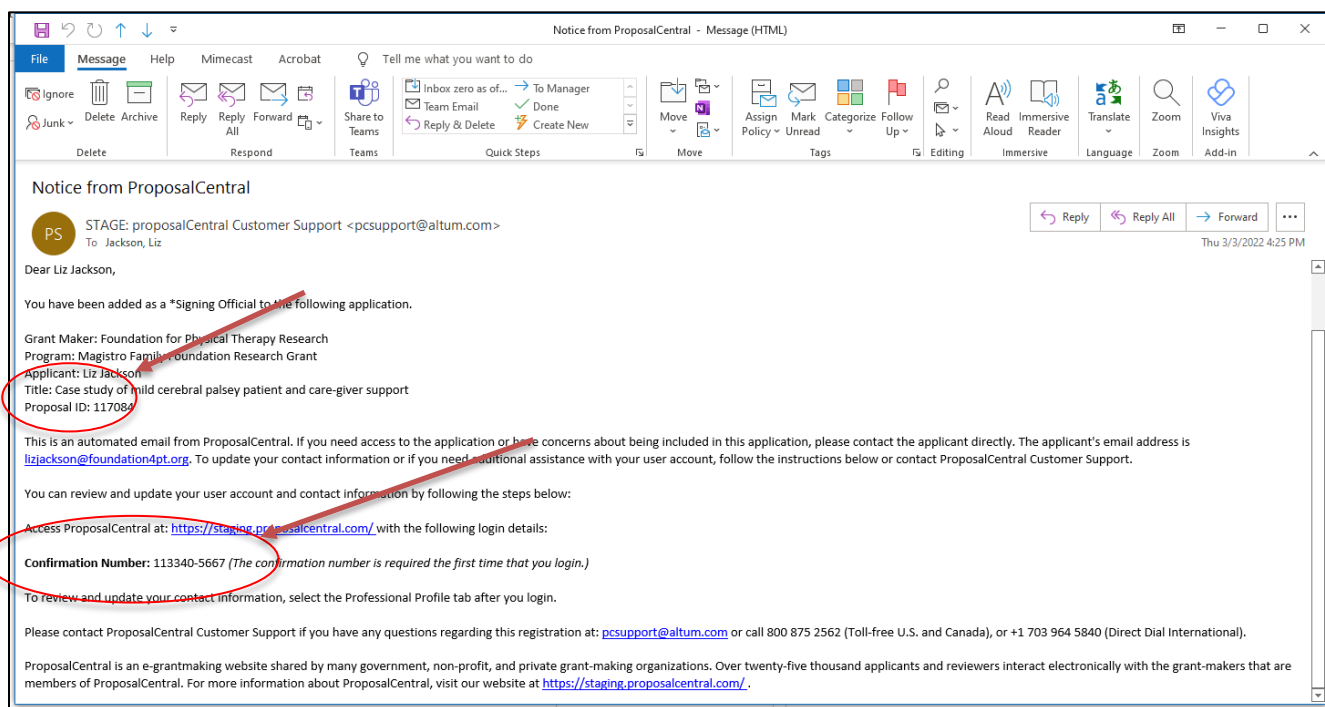 Notice from ProposalCentral - Message (HTML)
File Message Help Mimecast Acrobat Tell me what you want to do
Ignore
Junk
Delete Archive
Reply Reply All Forward
Share to Teams
Inbox zero as of... To Manager
Team Email Done
Reply & Delete Create New
Move
Assign Policy Mark Unread Categorize Follow Up
Read Aloud Immersive Reader
Translate
Zoom
Viva Insights
Delete Respond Teams Quick Steps Move Tags Editing Immersive Language Zoom Add-in
Notice from ProposalCentral
PS
STAGE: proposalCentral Customer Support <pcsupport@altum.com>
To Jackson, Liz
Reply Reply All Forward
Thu 3/3/2022 4:25 PM
Dear Liz Jackson,
You have been added as a *Signing Official to the following application.
Grant Maker: Foundation for Physical Therapy Research
Program: Magistro Family Foundation Research Grant
Applicant: Liz Jackson
Title: Case study of mild cerebral palsey patient and care-giver support
Proposal ID: 117084
This is an automated email from ProposalCentral. If you need access to the application or have concerns about being included in this application, please contact the applicant directly. The applicant's email address is
lizjackson@foundation4pt.org. To update your contact information or if you need additional assistance with your user account, follow the instructions below or contact ProposalCentral Customer Support.
You can review and update your user account and contact information by following the steps below:
Access ProposalCentral at: https://staging.proposalcentral.com/ with the following login details:
Confirmation Number: 113340-5667 (The confirmation number is required the first time that you login.)
To review and update your contact information, select the Professional Profile tab after you login.
Please contact ProposalCentral Customer Support if you have any questions regarding this registration at: pcsupport@altum.com or call 800 875 2562 (Toll-free U.S. and Canada), or +1 703 964 5840 (Direct Dial International).
ProposalCentral is an e-grantmaking website shared by many government, non-profit, and private grant-making organizations. Over twenty-five thousand applicants and reviewers interact electronically with the grant-makers that are
members of ProposalCentral. For more information about ProposalCentral, visit our website at https://staging.proposalcentral.com/ .